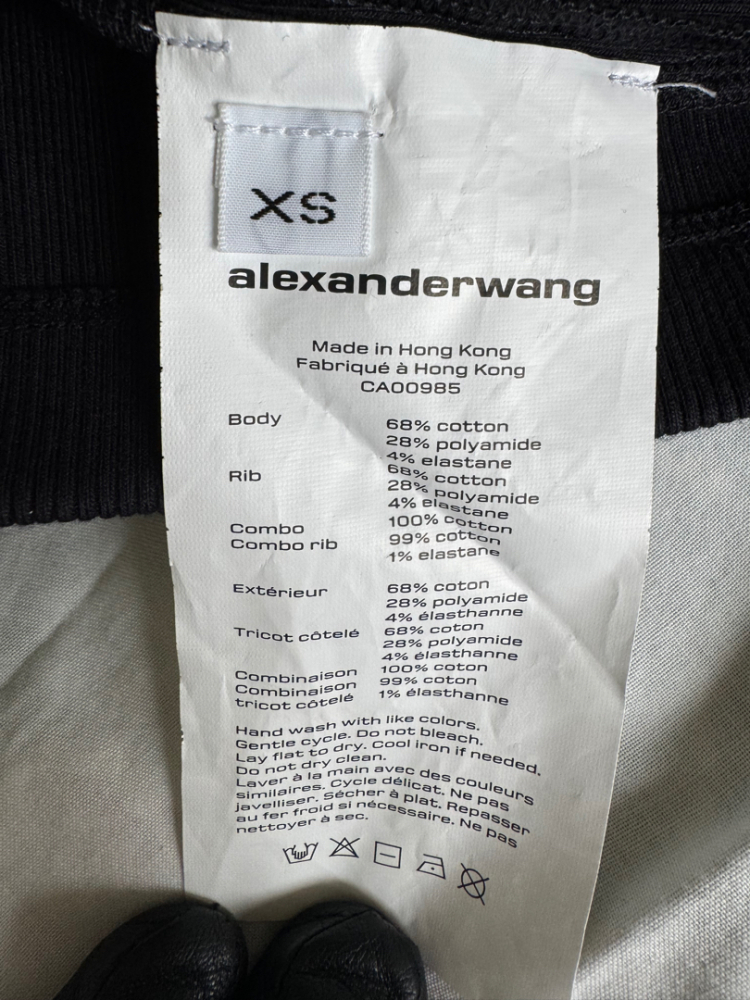 XS
alexanderwang
Made in Hong Kong
Fabriqué à Hong Kong
CA00985
Body 68% cotton
28% polyamide
4% elastane
Rib 68% cotton
28% polyamide
4% elastane
Combo 100% cotton
Combo rib 99% cotton
1% elastane
Extérieur 68% coton
28% polyamide
4% élasthanne
Tricot côtelé 68% coton
28% polyamide
4% élasthanne
Combinaison 100% coton
Combinaison 99% coton
tricot côtelé 1% élasthanne
Hand wash with like colors.
Gentle cycle. Do not bleach.
Lay flat to dry. Cool iron if needed.
Do not dry clean.
Laver à la main avec des couleurs
similaires. Cycle délicat. Ne pas
javelliser. Sécher à plat. Repasser
au fer froid si nécessaire. Ne pas
nettoyer à sec.